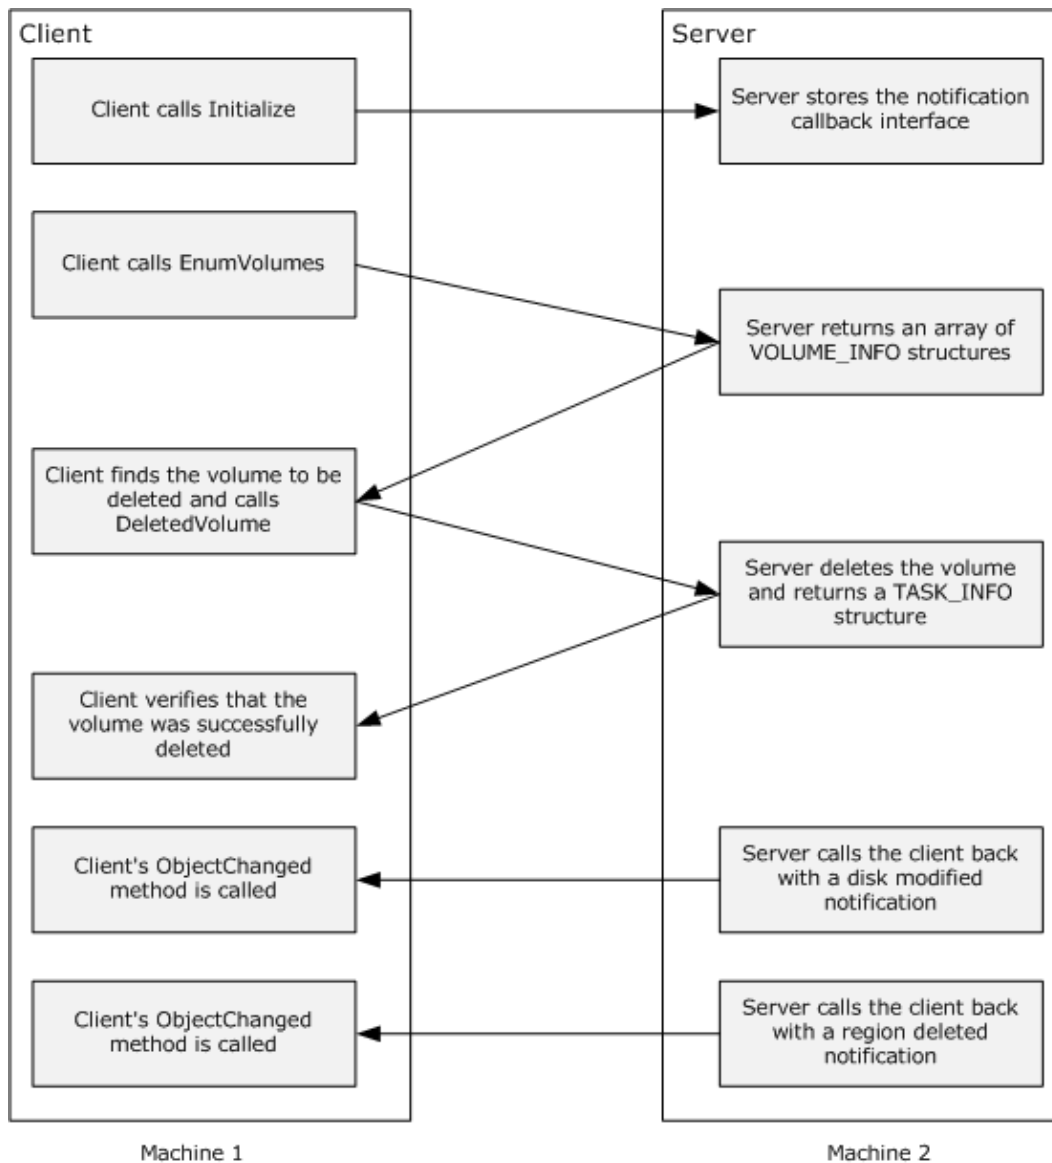 Client
Server
Client calls Initialize
Server stores the notification
callback interface
Client calls EnumVolumes
Server returns an array of
VOLUME_INFO structures
Client finds the volume to be
deleted and calls
DeletedVolume
Server deletes the volume
and returns a TASK_INFO
structure
Client verifies that the
volume was successfully
deleted
Client's ObjectChanged
method is called
Server calls the client back
with a disk modified
notification
Client's ObjectChanged
method is called
Server calls the client back
with a region deleted
notification
Machine 1
Machine 2